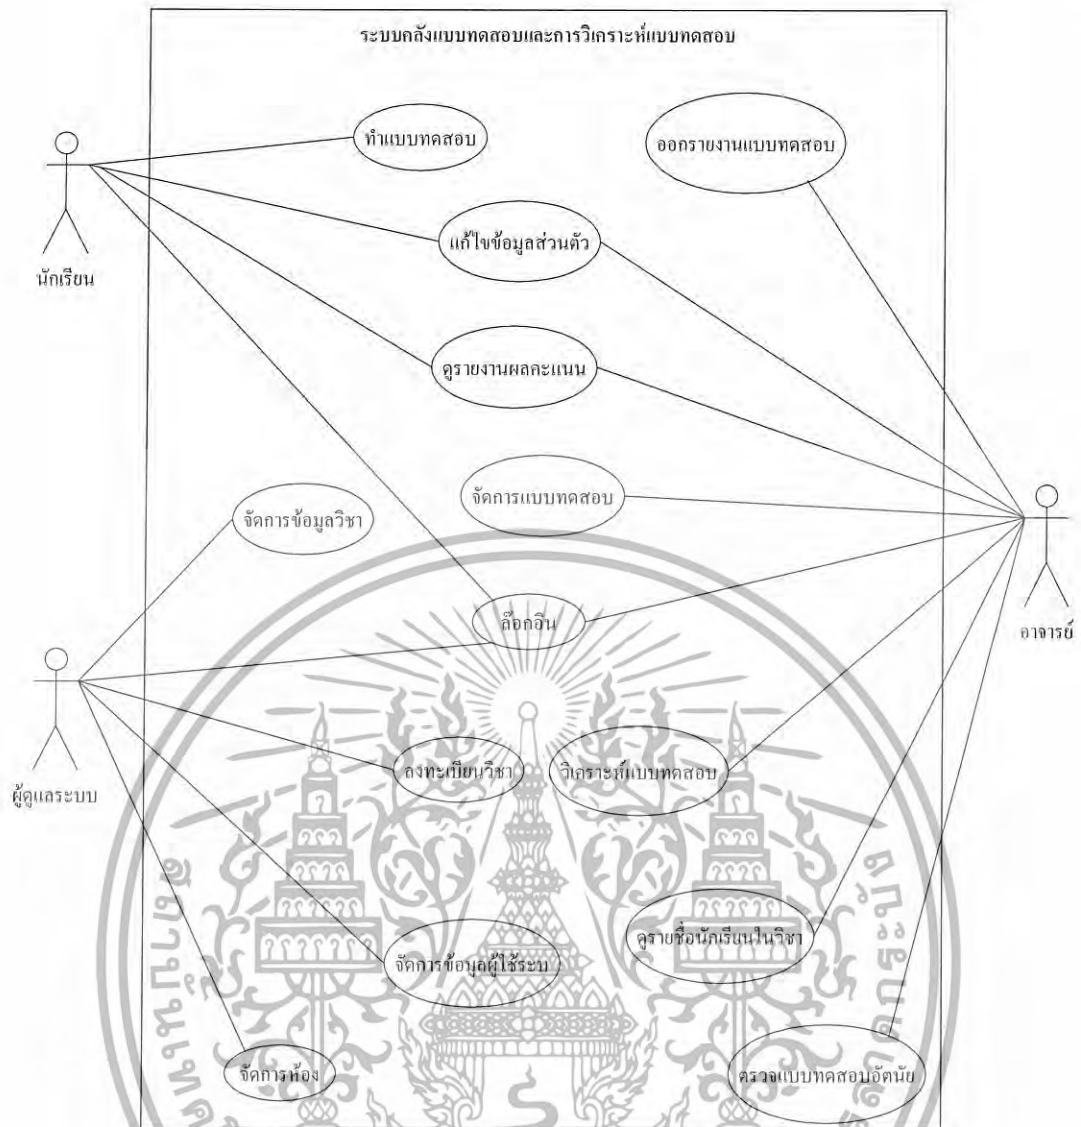 ระบบคลังแบบทดสอบและการวิเคราะห์แบบทดสอบ
ทำแบบทดสอบ
ออกรายงานแบบทดสอบ
แก้ไขข้อมูลส่วนตัว
นักเรียน
ดูรายงานผลคะแนน
จัดการแบบทดสอบ
จัดการข้อมูลวิชา
ล๊อกอิน
อาจารย์
ลงทะเบียนวิชา
วิเคราะห์แบบทดสอบ
ผู้ดูแลระบบ
ดูรายชื่อนักเรียนในวิชา
จัดการข้อมูลผู้ใช้ระบบ
จัดการห้อง
ตรวจแบบทดสอบอัตนัย